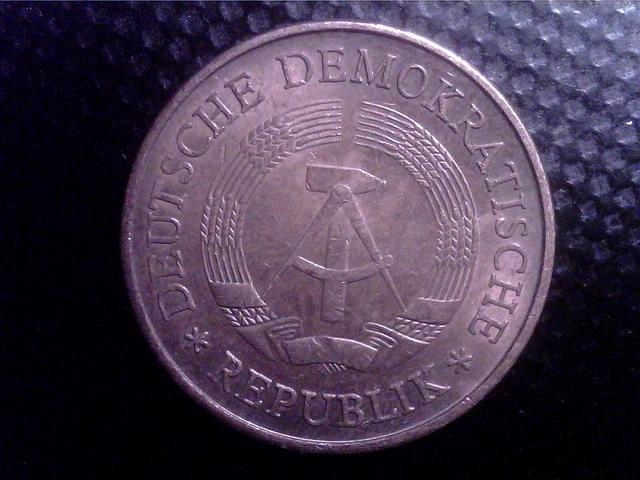 DEUTSCHE DEMOKRATISCHE
* REPUBLIK *